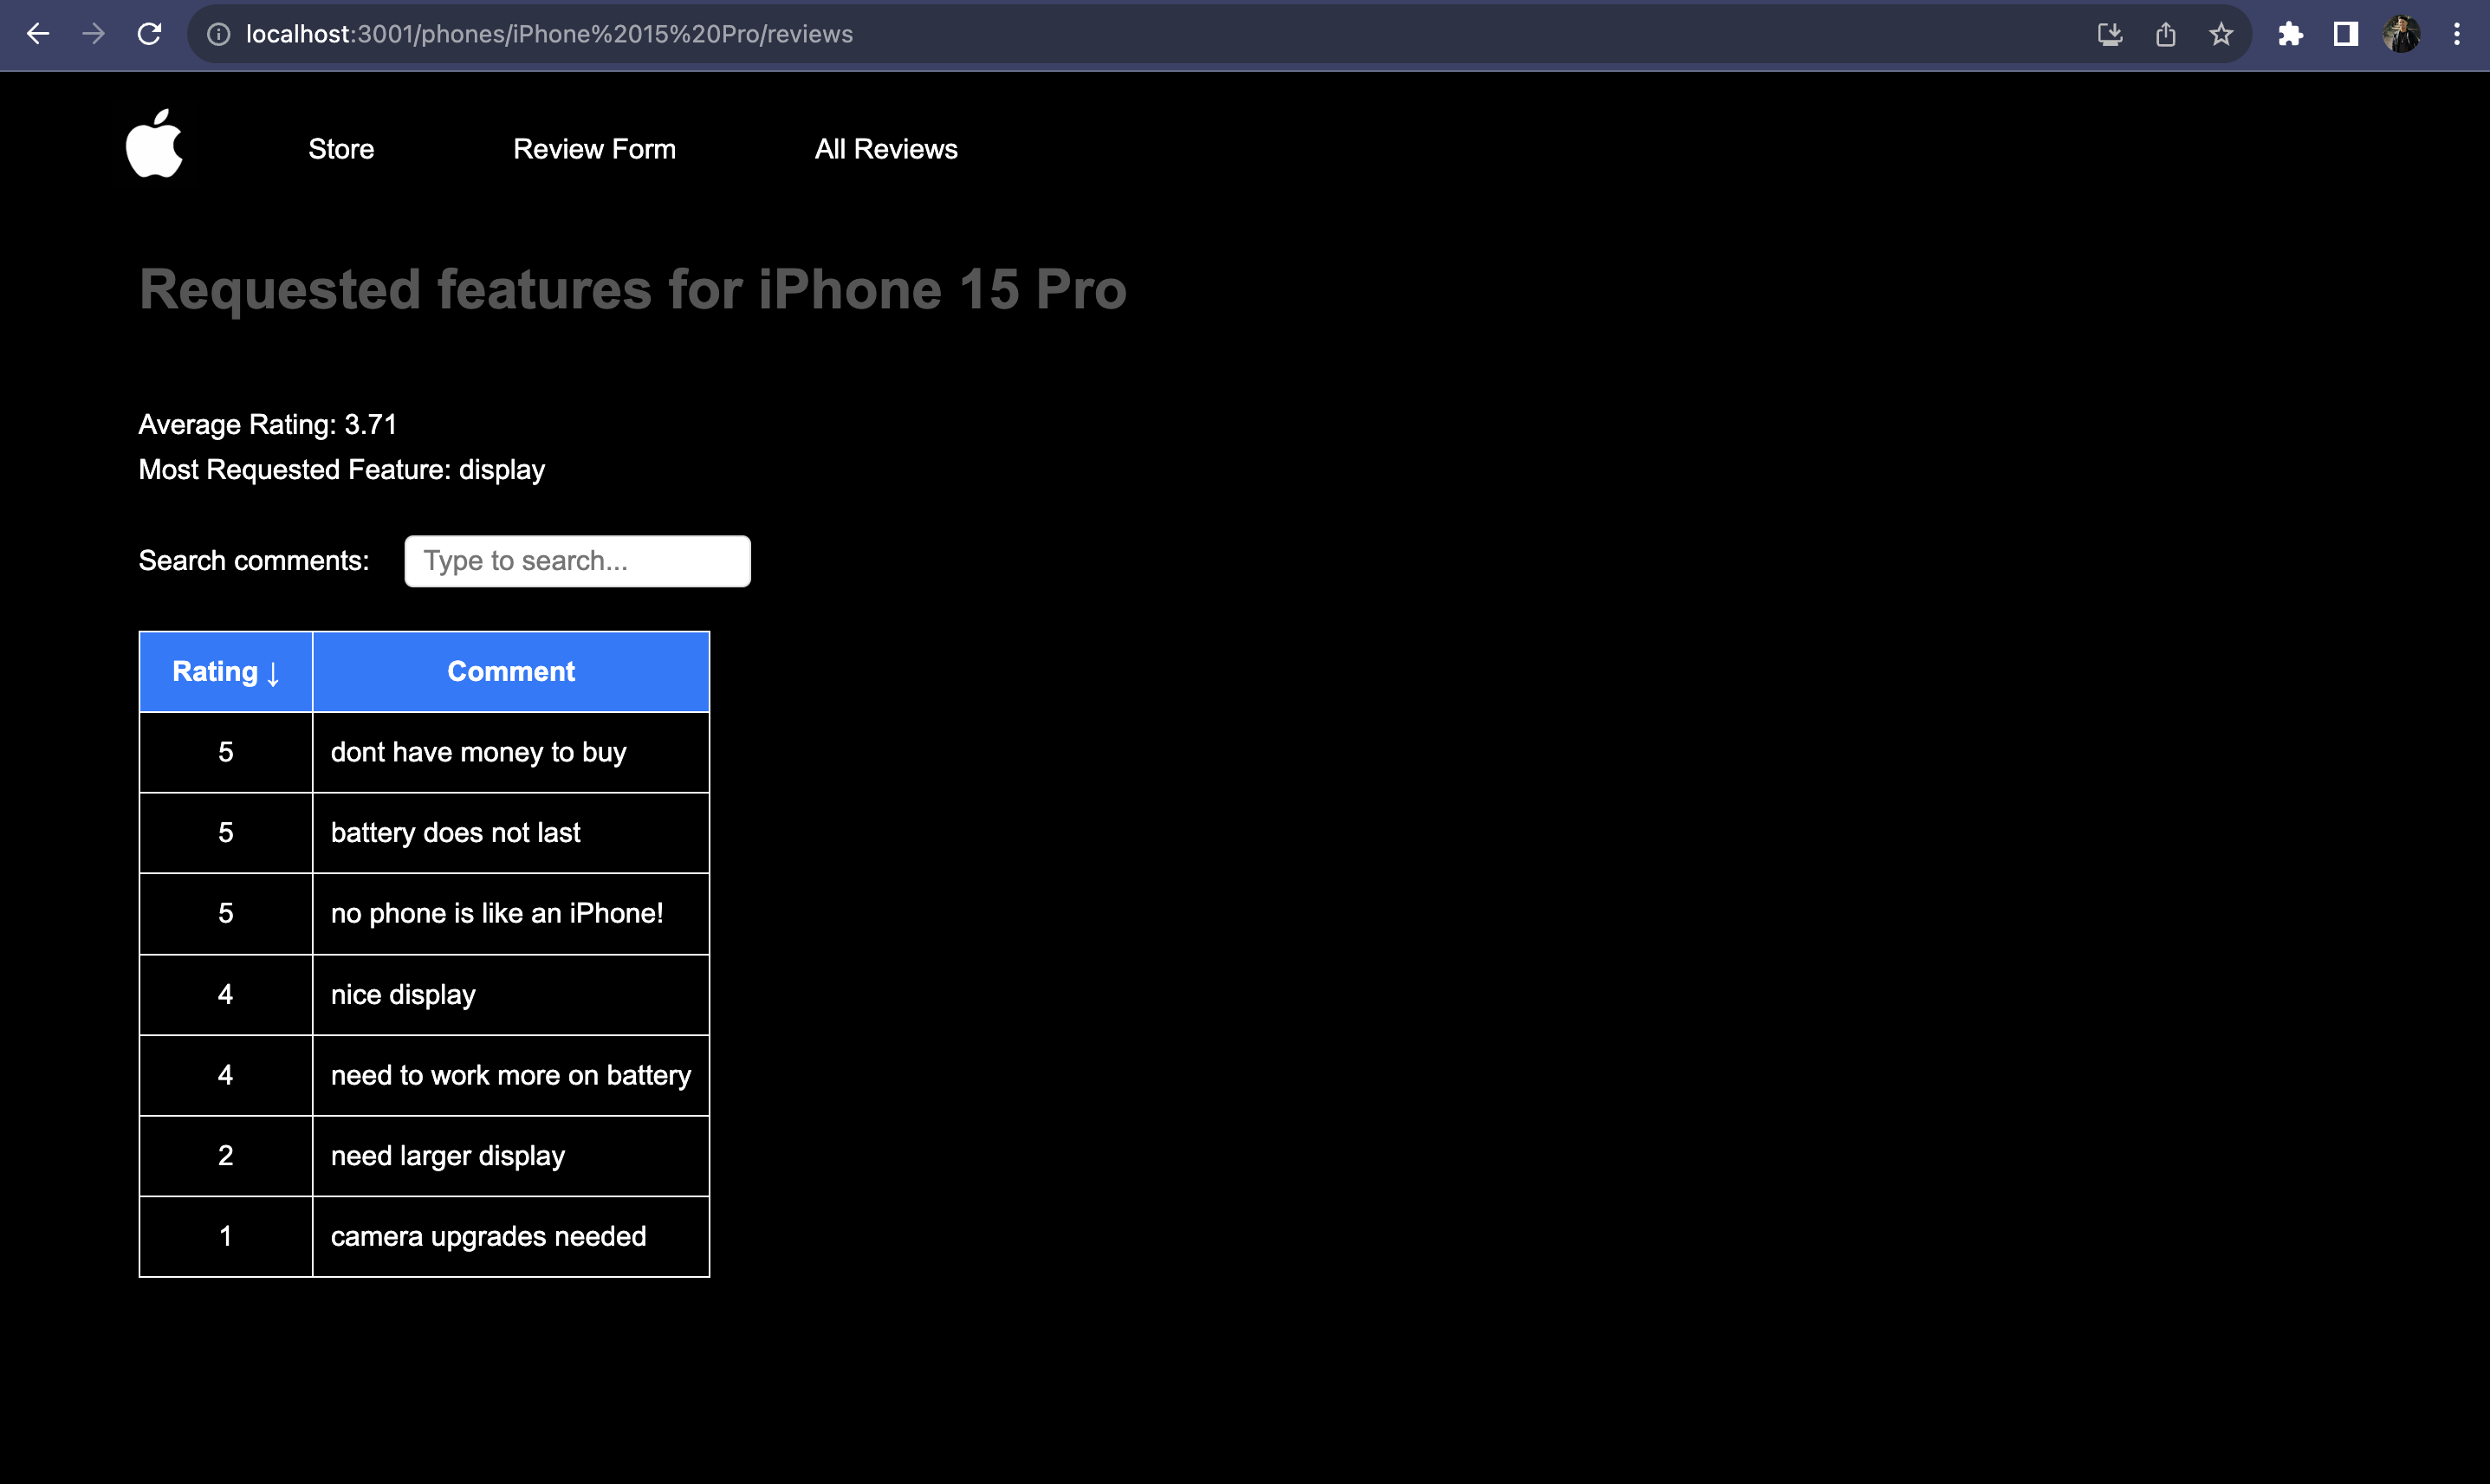 localhost:3001/phones/iPhone%2015%20Pro/reviews
Store Review Form All Reviews
Requested features for iPhone 15 Pro
Average Rating: 3.71
Most Requested Feature: display
Search comments: Type to search...
Rating ↓ Comment
5 dont have money to buy
5 battery does not last
5 no phone is like an iPhone!
4 nice display
4 need to work more on battery
2 need larger display
1 camera upgrades needed